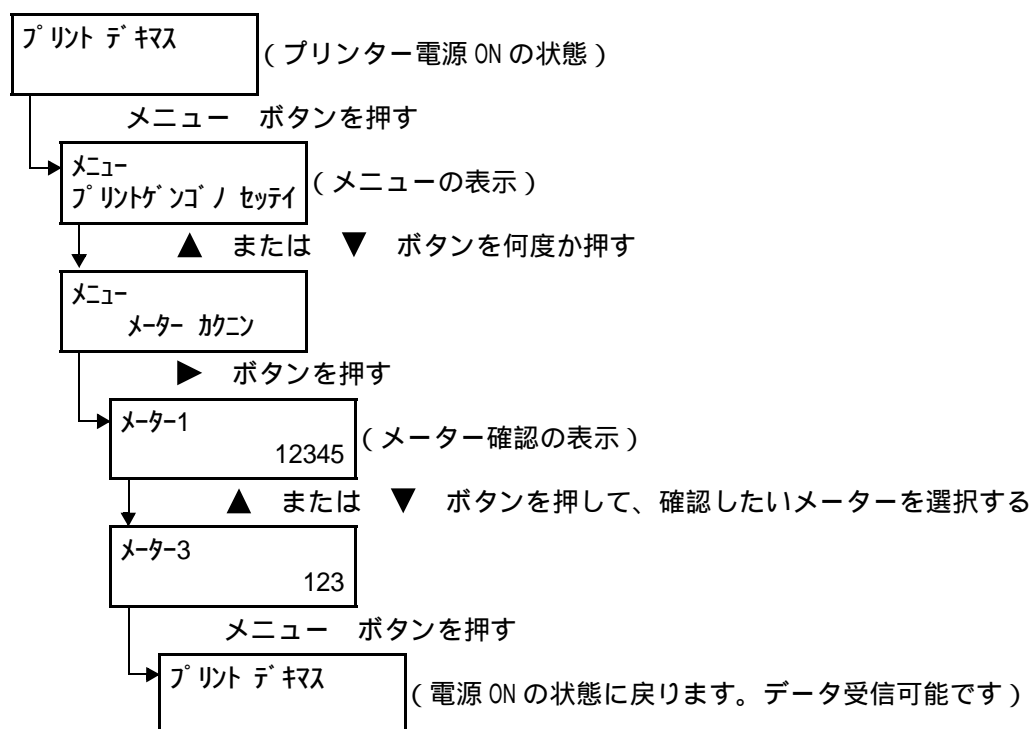 ﾌﾟﾘﾝﾄ ﾃﾞｷﾏｽ
(プリンター電源 ON の状態)
メニュー ボタンを押す
ﾒﾆｭｰ
ﾌﾟﾘﾝﾄｹﾞﾝｺﾞﾉ ｾｯﾃｲ
(メニューの表示)
▲ または ▼ ボタンを何度か押す
ﾒﾆｭｰ
ﾒｰﾀｰ ｶｸﾆﾝ
▶ ボタンを押す
ﾒｰﾀｰ1
12345
(メーター確認の表示)
▲ または ▼ ボタンを押して、確認したいメーターを選択する
ﾒｰﾀｰ3
123
メニュー ボタンを押す
ﾌﾟﾘﾝﾄ ﾃﾞｷﾏｽ
(電源 ON の状態に戻ります。データ受信可能です)